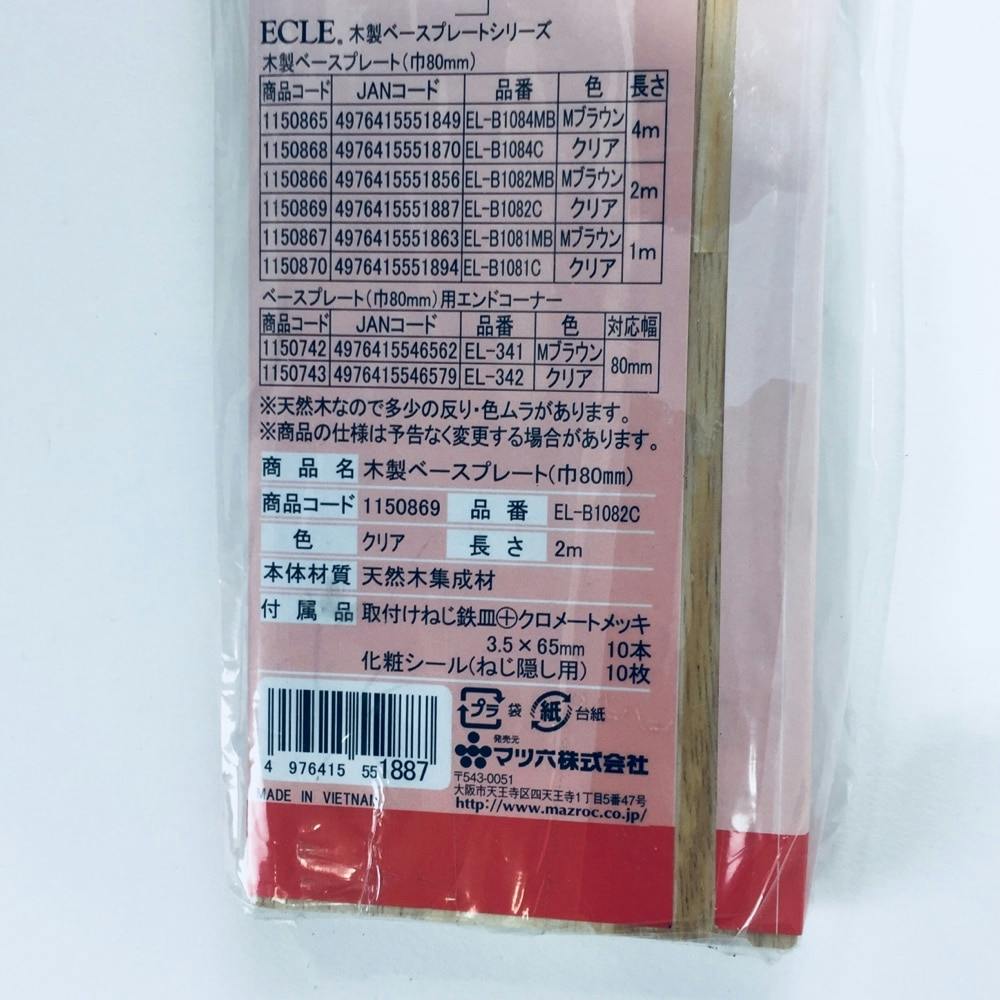 ECLE. 木製ベースプレートシリーズ
木製ベースプレート(巾80mm)
商品コード JANコード 品番 色 長さ
1150865 4976415551849 EL-B1084MB Mブラウン 4m
1150868 4976415551870 EL-B1084C クリア
1150866 4976415551856 EL-B1082MB Mブラウン 2m
1150869 4976415551887 EL-B1082C クリア
1150867 4976415551863 EL-B1081MB Mブラウン 1m
1150870 4976415551894 EL-B1081C クリア
ベースプレート(巾80mm)用エンドコーナー
商品コード JANコード 品番 色 対応幅
1150742 4976415546562 EL-341 Mブラウン 80mm
1150743 4976415546579 EL-342 クリア
※天然木なので多少の反り・色ムラがあります。
※商品の仕様は予告なく変更する場合があります。
商品名 木製ベースプレート(巾80㎜)
商品コード 1150869 品番 EL-B1082C
色 クリア 長さ 2m
本体材質 天然木集成材
付属品 取付けねじ鉄皿⊕クロメートメッキ
3.5×65mm 10本
化粧シール(ねじ隠し用) 10枚
プラ 袋 紙 台紙
4 976415 551887
発売元
マツ六株式会社
〒543-0051
大阪市天王寺区四天王寺1丁目5番47号
MADE IN VIETNAM
http://www.mazroc.co.jp/